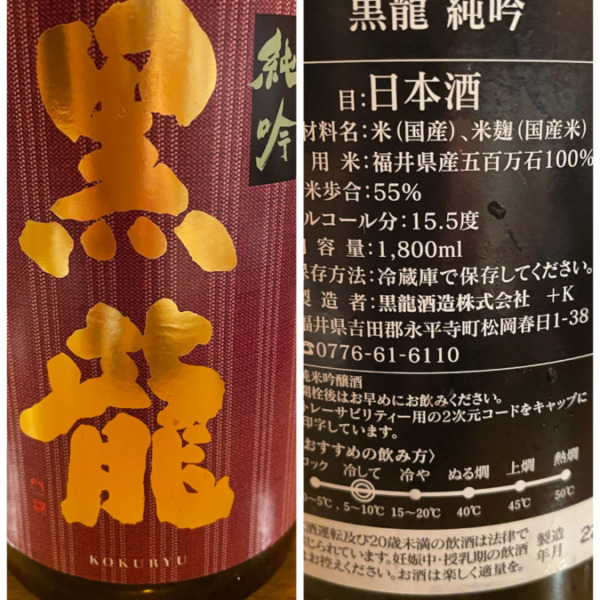 黒龍
純吟
KOKURYU
黒龍 純吟
目:日本酒
材料名:米(国産)、米麹(国産米)
用 米:福井県産五百万石100%
米歩合:55%
ルコール分:15.5度
容 量:1,800ml
保存方法:冷蔵庫で保存してください。
製 造 者:黒龍酒造株式会社 +K
福井県吉田郡永平寺町松岡春日1-38
☎0776-61-6110
純米吟醸酒
開栓後はお早めにお飲みください。
トレーサビリティー用の2次元コードをキャップに
印字しています。
おすすめの飲み方〉
ロック 冷して 冷や ぬる燗 上燗 熱燗
0~5℃, 5~10℃ 15~20℃ 40℃ 45℃ 50℃
酒運転及び20歳未満の飲酒は法律で
じられています。妊娠中・授乳期の飲酒
お控えください。お酒は楽しく適量を。
製造
年月
22